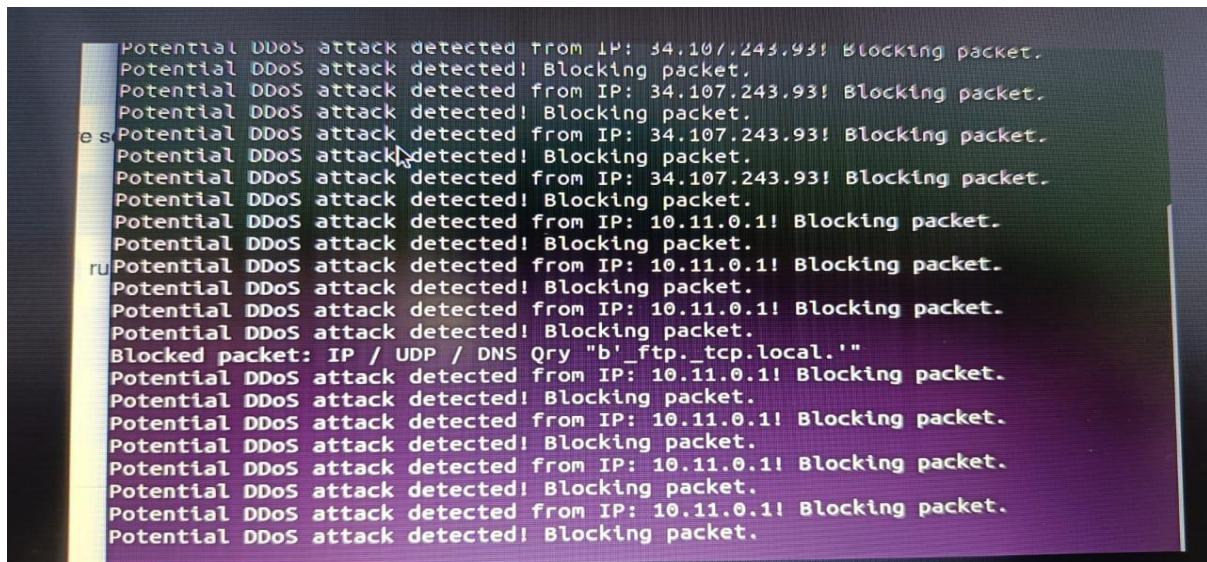 Potential DDoS attack detected from IP: 34.107.243.93! Blocking packet.
Potential DDoS attack detected! Blocking packet.
Potential DDoS attack detected from IP: 34.107.243.93! Blocking packet.
Potential DDoS attack detected! Blocking packet.
e s Potential DDoS attack detected from IP: 34.107.243.93! Blocking packet.
Potential DDoS attack detected! Blocking packet.
Potential DDoS attack detected from IP: 34.107.243.93! Blocking packet.
Potential DDoS attack detected! Blocking packet.
Potential DDoS attack detected from IP: 10.11.0.1! Blocking packet.
Potential DDoS attack detected! Blocking packet.
ru Potential DDoS attack detected from IP: 10.11.0.1! Blocking packet.
Potential DDoS attack detected! Blocking packet.
Potential DDoS attack detected from IP: 10.11.0.1! Blocking packet.
Potential DDoS attack detected! Blocking packet.
Blocked packet: IP / UDP / DNS Qry "b'_ftp._tcp.local.'"
Potential DDoS attack detected from IP: 10.11.0.1! Blocking packet.
Potential DDoS attack detected! Blocking packet.
Potential DDoS attack detected from IP: 10.11.0.1! Blocking packet.
Potential DDoS attack detected! Blocking packet.
Potential DDoS attack detected from IP: 10.11.0.1! Blocking packet.
Potential DDoS attack detected! Blocking packet.
Potential DDoS attack detected from IP: 10.11.0.1! Blocking packet.
Potential DDoS attack detected! Blocking packet.